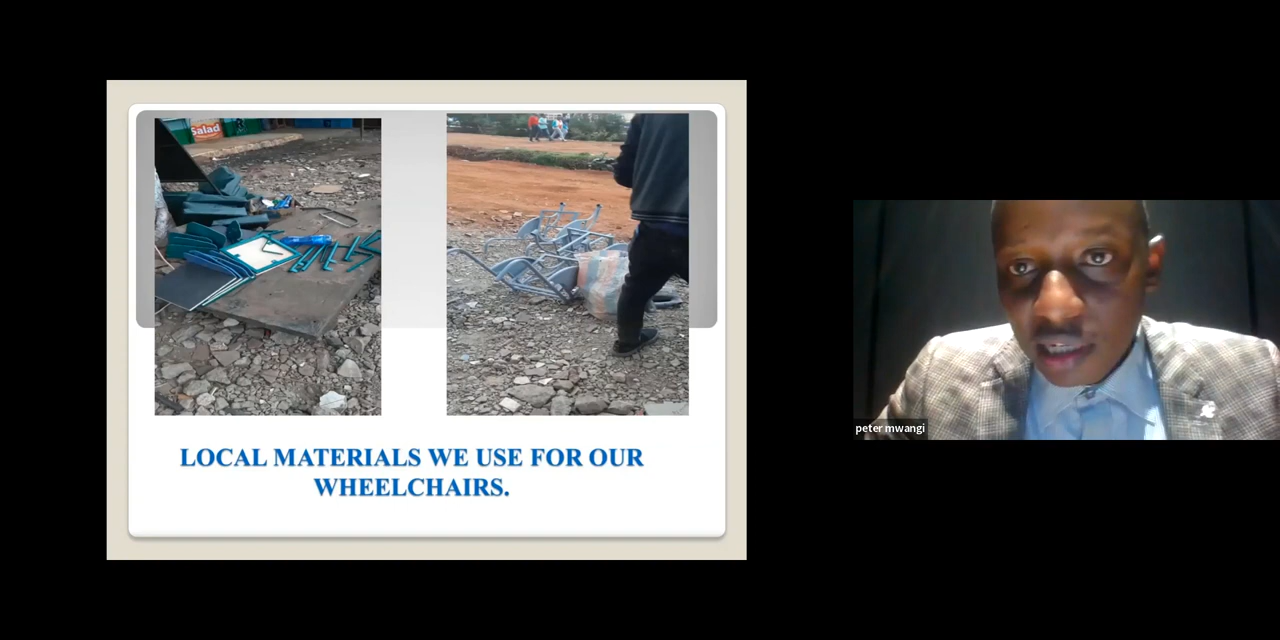 Salad
LOCAL MATERIALS WE USE FOR OUR
WHEELCHAIRS.
peter mwangi